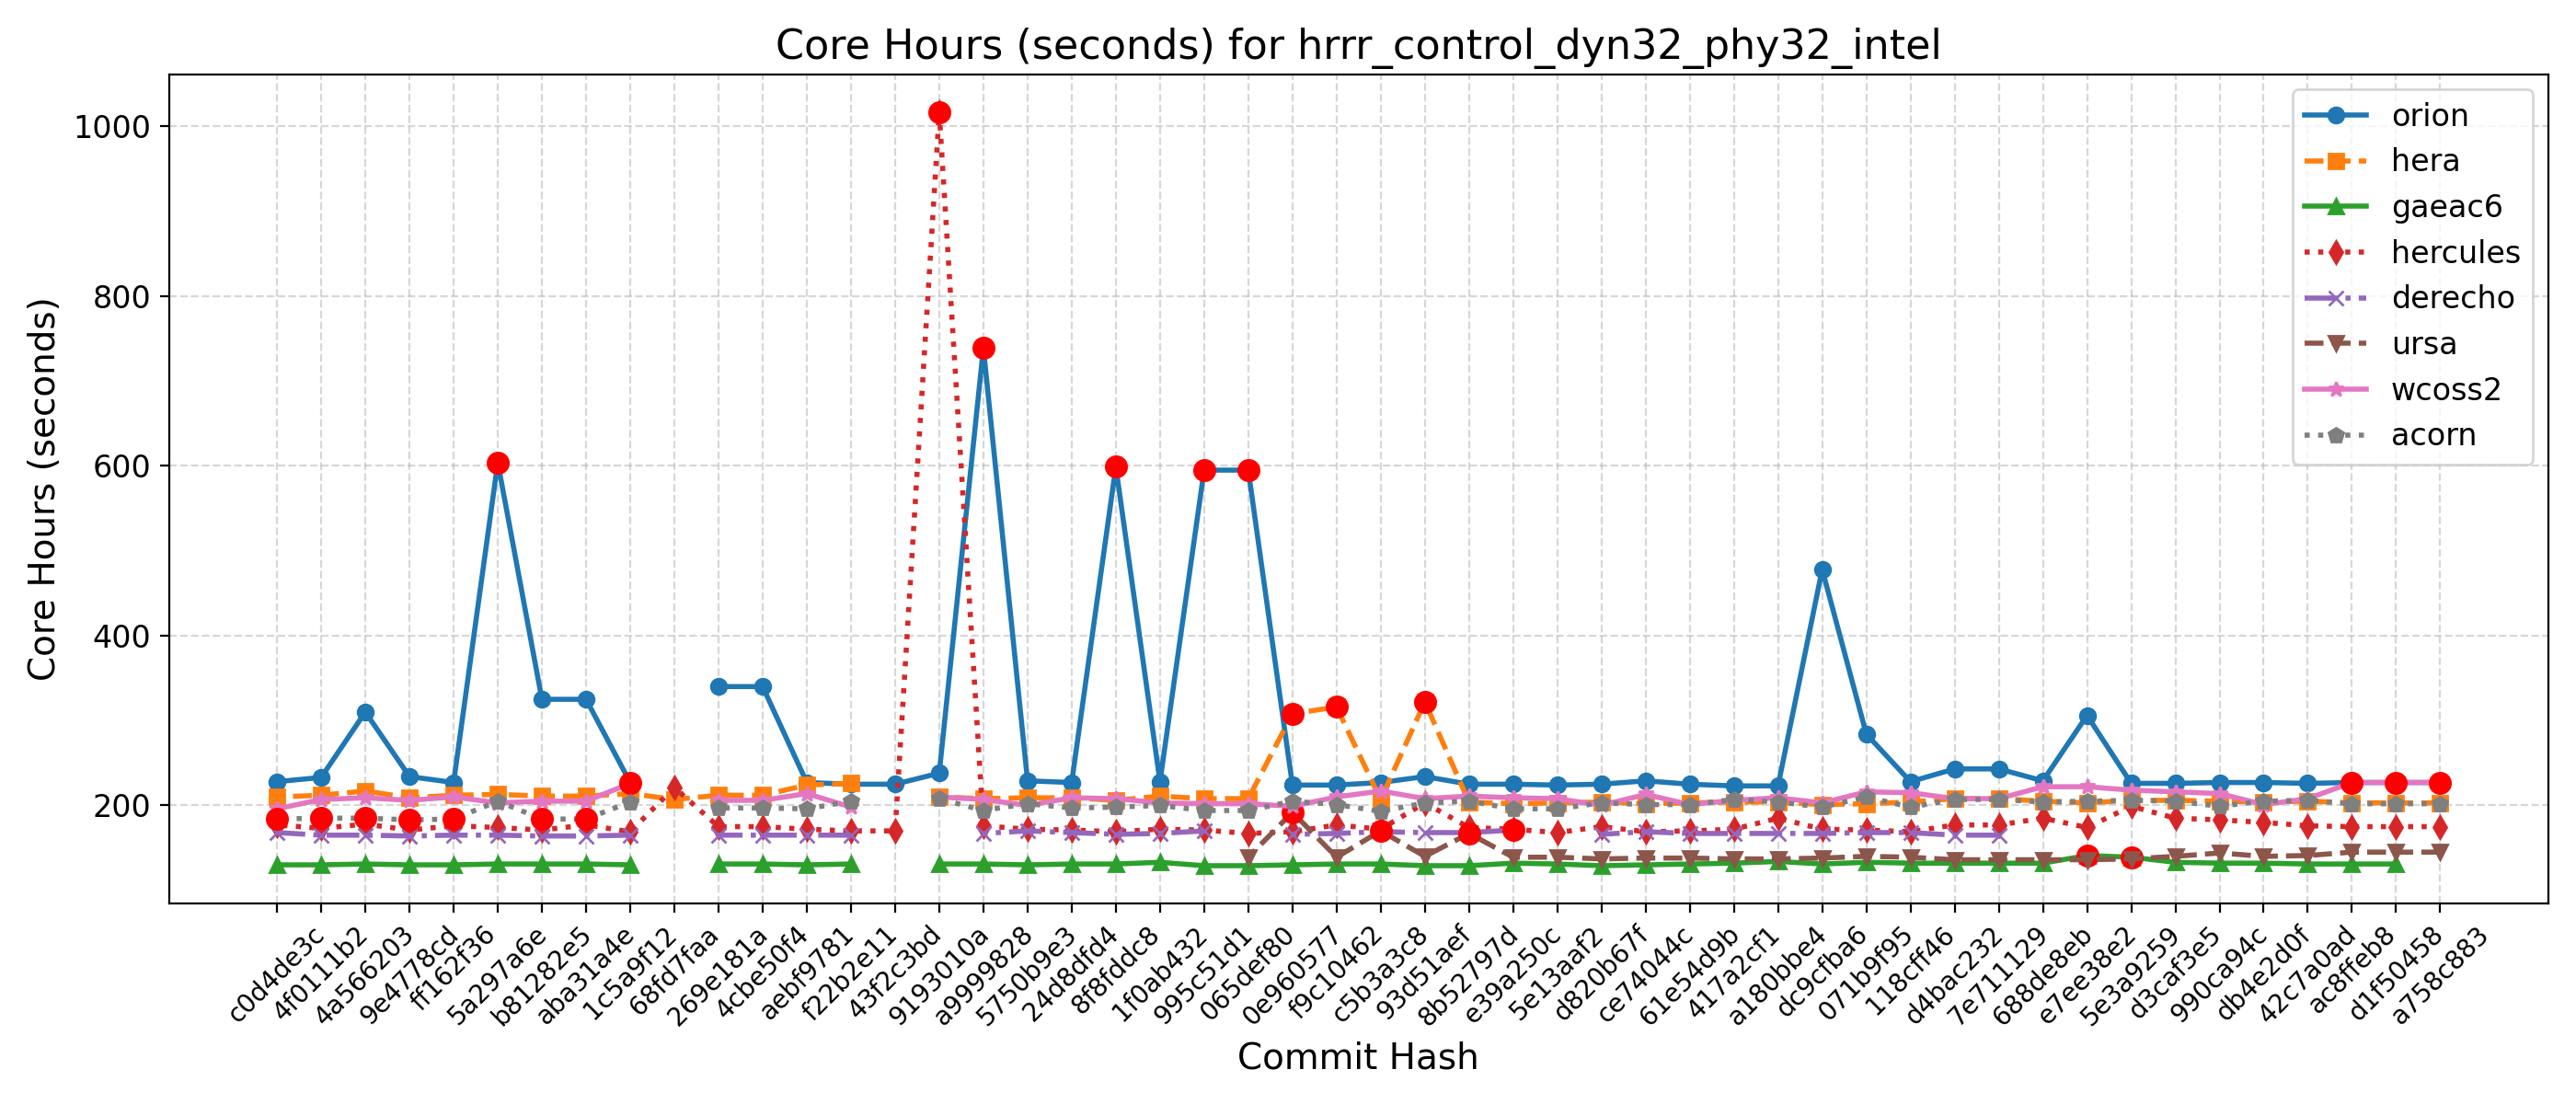 Core Hours (seconds) for hrrr_control_dyn32_phy32_intel
Core Hours (seconds)
1000
800
600
400
200
orion
hera
gaeac6
hercules
derecho
ursa
wcoss2
acorn
c0d4de3c
4f0111b2
4a566203
9e4778cd
ff162f36
5a297a6e
b81282e5
aba31a4e
1c5a9f12
68fd7faa
269e181a
4cbe50f4
aebf9781
f22b2e11
43f2c3bd
9193010a
a9999828
5750b9e3
24d8dfd4
8f8fddc8
1f0ab432
995c51d1
065def80
0e960577
f9c10462
c5b3a3c8
93d51aef
8b52797d
e39a250c
5e13aaf2
d820b67f
ce74044c
61e54d9b
417a2cf1
a180bbe4
dc9cfba6
071b9f95
118cff46
d4bac232
7e711129
688de8eb
e7ee38e2
5e3a9259
d3caf3e5
990ca94c
db4e2d0f
42c7a0ad
ac8ffeb8
d1f50458
a758c883
Commit Hash